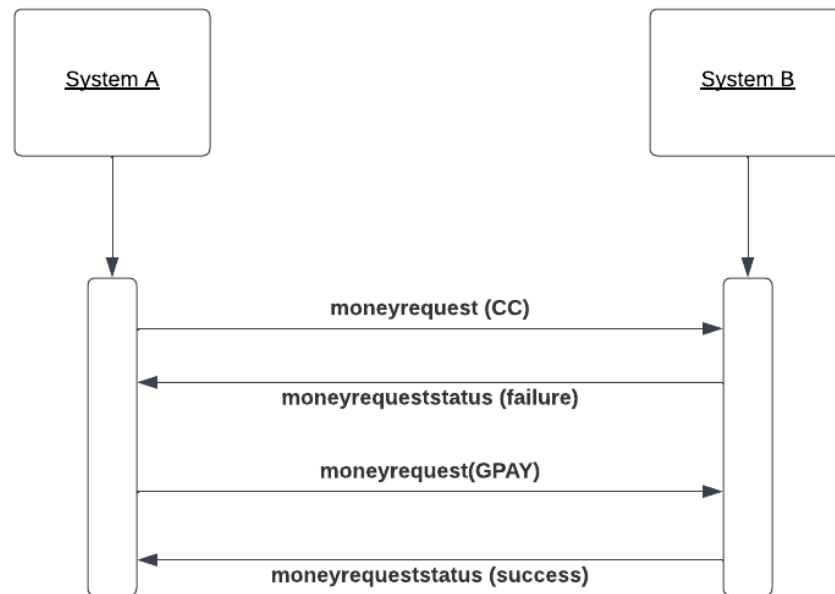 System A
System B
moneyrequest (CC)
moneyrequeststatus (failure)
moneyrequest(GPAY)
moneyrequeststatus (success)